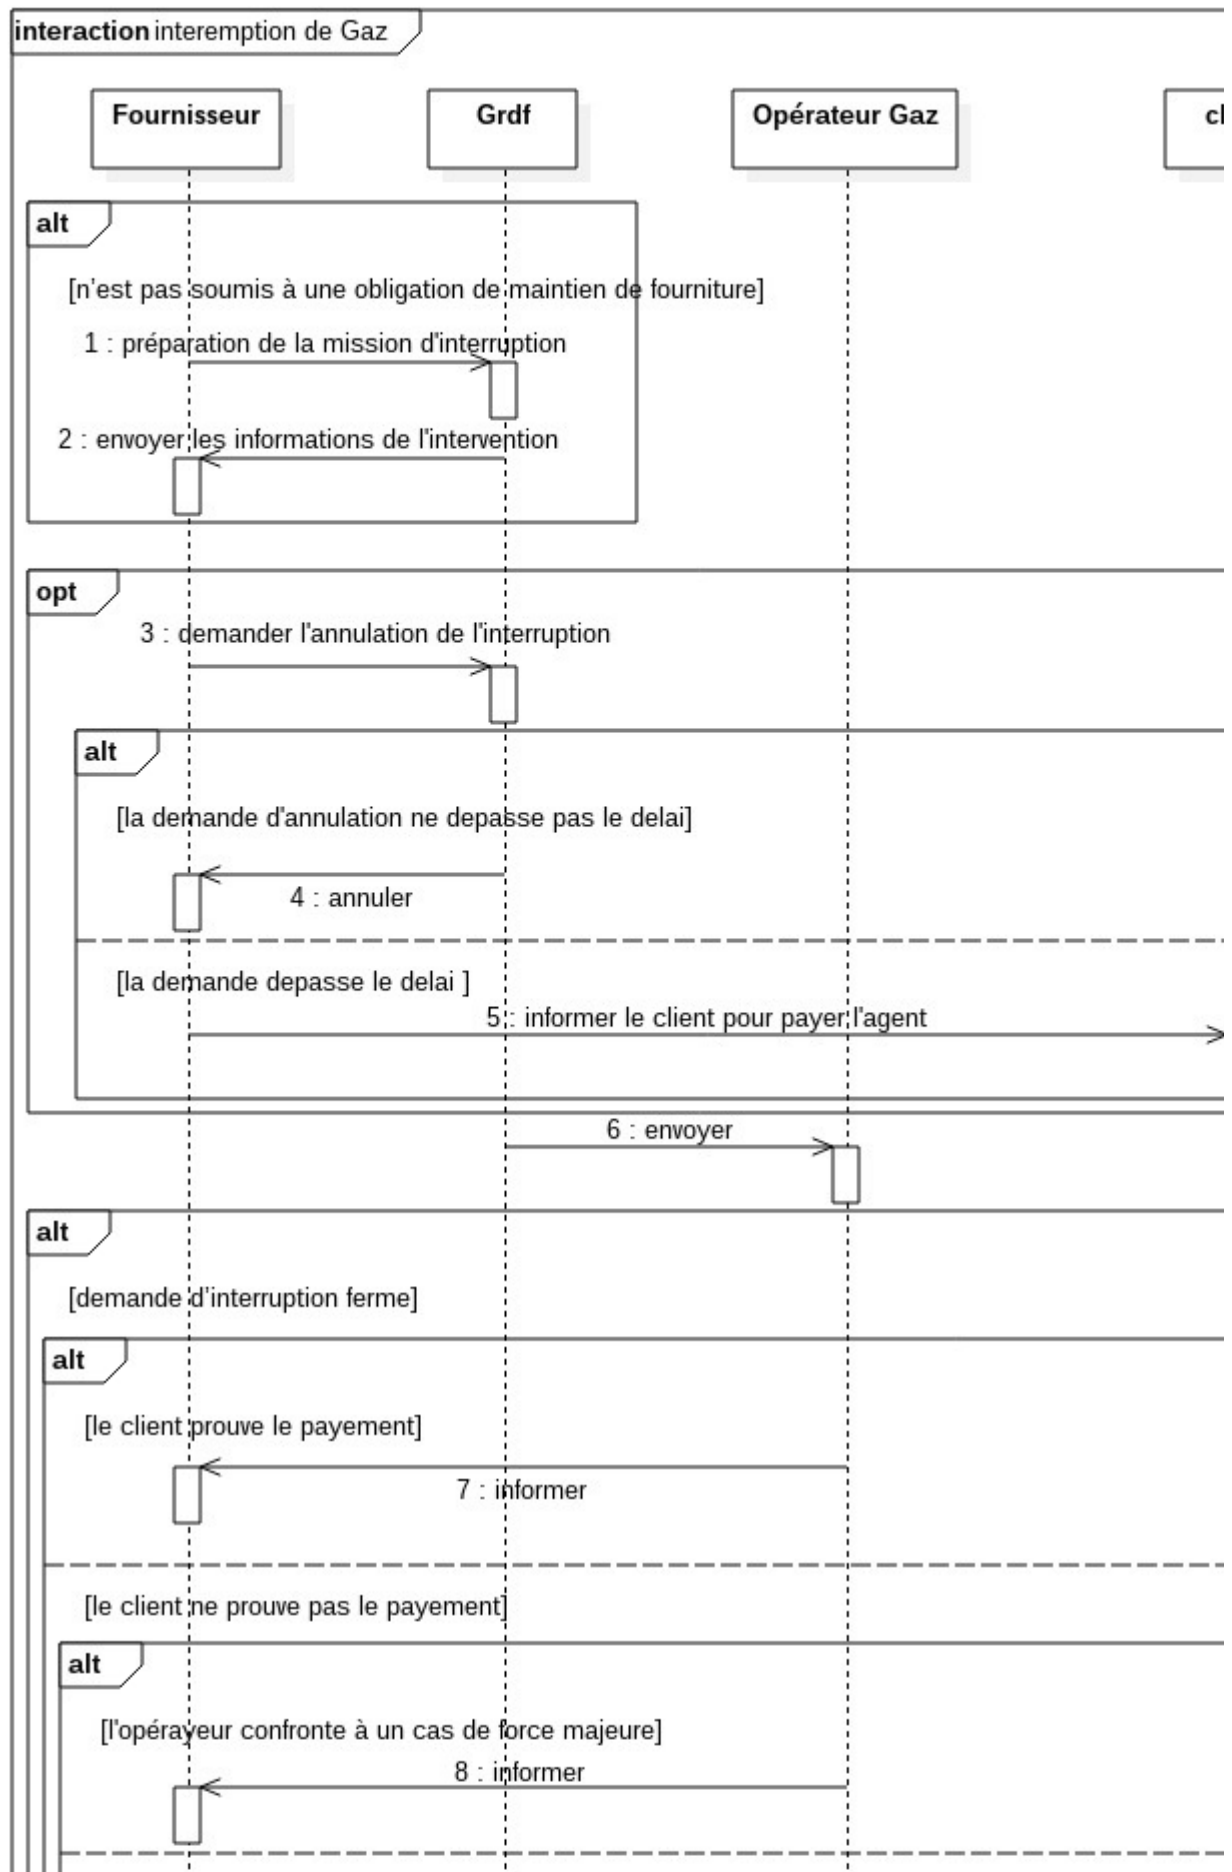 interaction interemption de Gaz
Fournisseur
Grdf
Opérateur Gaz
cl
alt
[n'est pas soumis à une obligation de maintien de fourniture]
1 : préparation de la mission d'interruption
2 : envoyer les informations de l'intervention
opt
3 : demander l'annulation de l'interruption
alt
[la demande d'annulation ne depasse pas le delai]
4 : annuler
[la demande depasse le delai ]
5 : informer le client pour payer l'agent
6 : envoyer
alt
[demande d'interruption ferme]
alt
[le client prouve le payement]
7 : informer
[le client ne prouve pas le payement]
alt
[l'opérayeur confronte à un cas de force majeure]
8 : informer